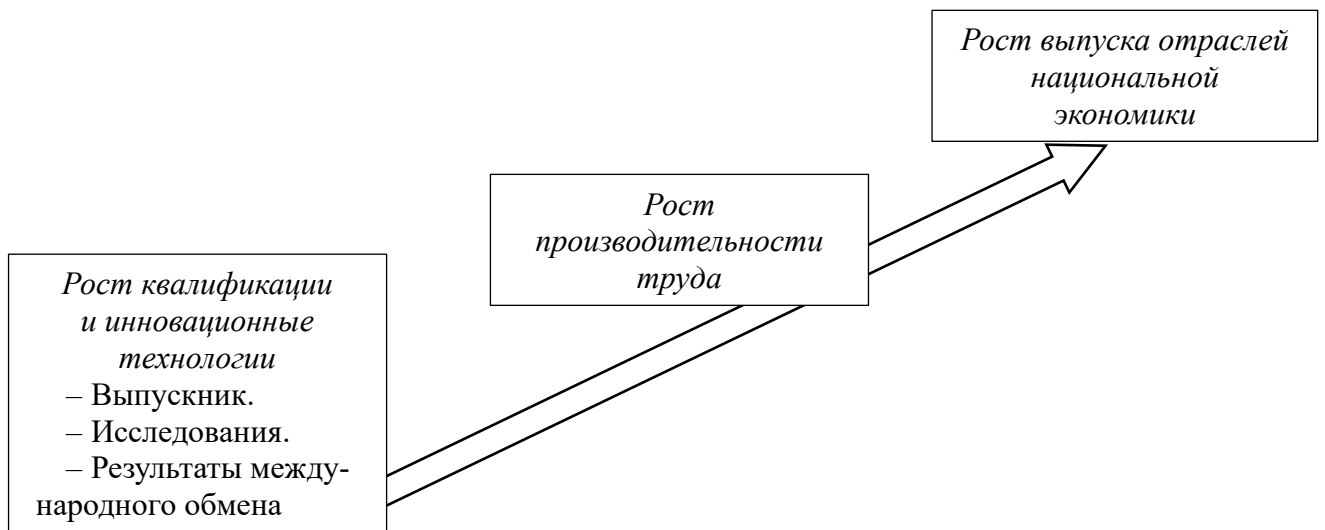 Рост выпуска отраслей
национальной
экономики
Рост
производительности
труда
Рост квалификации
и инновационные
технологии
– Выпускник.
– Исследования.
– Результаты между-
народного обмена